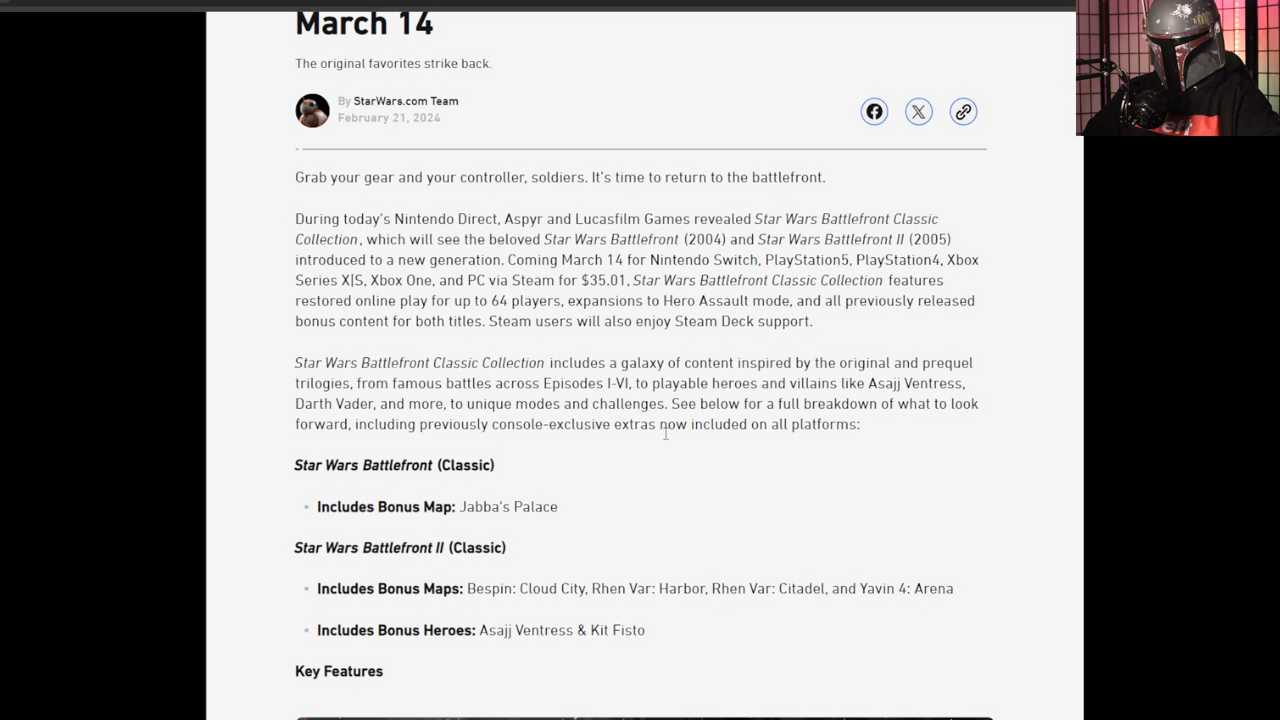 March 14
The original favorites strike back.
By StarWars.com Team
February 21, 2024
Grab your gear and your controller, soldiers. It's time to return to the battlefront.
During today's Nintendo Direct, Aspyr and Lucasfilm Games revealed Star Wars Battlefront Classic
Collection, which will see the beloved Star Wars Battlefront (2004) and Star Wars Battlefront II (2005)
introduced to a new generation. Coming March 14 for Nintendo Switch, PlayStation5, PlayStation4, Xbox
Series X|S, Xbox One, and PC via Steam for $35.01, Star Wars Battlefront Classic Collection features
restored online play for up to 64 players, expansions to Hero Assault mode, and all previously released
bonus content for both titles. Steam users will also enjoy Steam Deck support.
Star Wars Battlefront Classic Collection includes a galaxy of content inspired by the original and prequel
trilogies, from famous battles across Episodes I-VI, to playable heroes and villains like Asajj Ventress,
Darth Vader, and more, to unique modes and challenges. See below for a full breakdown of what to look
forward, including previously console-exclusive extras now included on all platforms:
Star Wars Battlefront (Classic)
• Includes Bonus Map: Jabba's Palace
Star Wars Battlefront II (Classic)
• Includes Bonus Maps: Bespin: Cloud City, Rhen Var: Harbor, Rhen Var: Citadel, and Yavin 4: Arena
• Includes Bonus Heroes: Asajj Ventress & Kit Fisto
Key Features